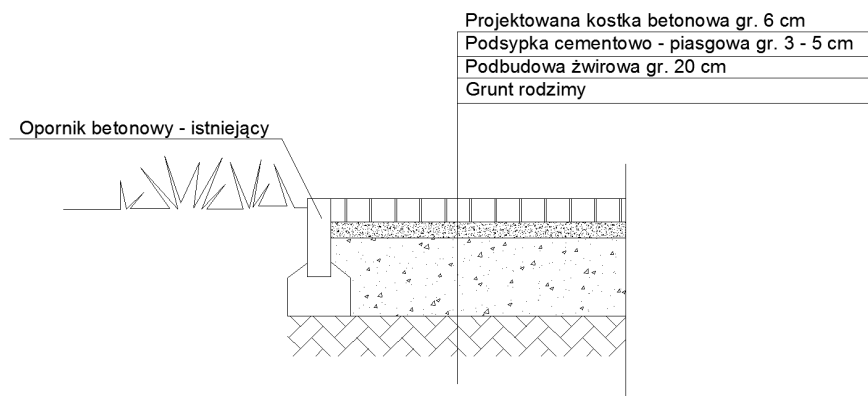 Projektowana kostka betonowa gr. 6 cm
Podsypka cementowo - piasgowa gr. 3 - 5 cm
Podbudowa żwirowa gr. 20 cm
Grunt rodzimy
Opornik betonowy - istniejący